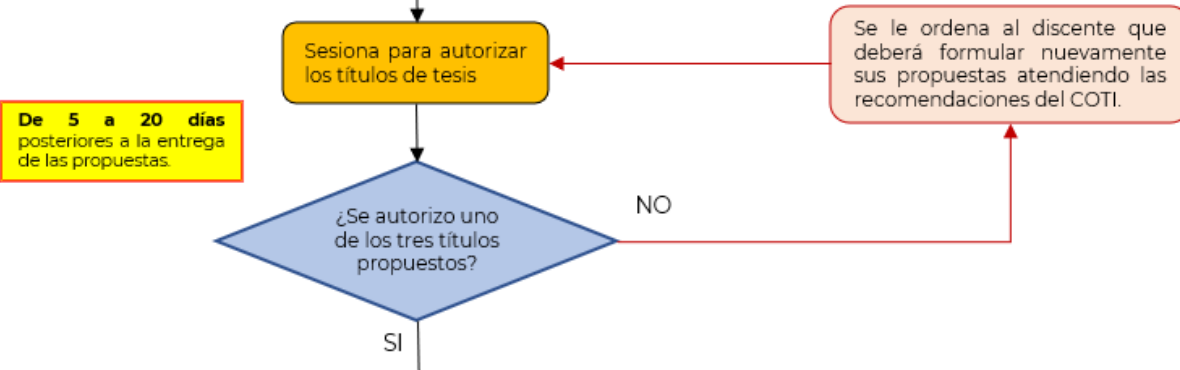 Sesiona para autorizar
los títulos de tesis
Se le ordena al discente que
deberá formular nuevamente
sus propuestas atendiendo las
recomendaciones del COTI.
De 5 a 20 días
posteriores a la entrega
de las propuestas.
¿Se autorizo uno
de los tres títulos
propuestos?
NO
SI